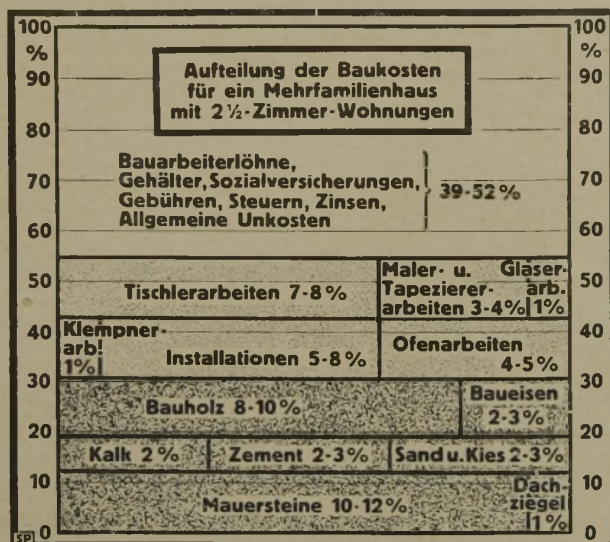 100
%
90
80
70
60
50
40
30
20
10
0
Aufteilung der Baukosten
für ein Mehrfamilienhaus
mit 2½-Zimmer-Wohnungen
Bauarbeiterlöhne,
Gehälter, Sozialversicherungen,
Gebühren, Steuern, Zinsen,
Allgemeine Unkosten
39-52%
Tischlerarbeiten 7-8%
Maler- u.
Tapezierer-
arbeiten 3-4%
Glaser-
arb.
1%
Klempner-
arb.
1%
Installationen 5-8%
Ofenarbeiten
4-5%
Bauholz 8-10%
Baueisen
2-3%
Kalk 2%
Zement 2-3%
Sand u. Kies 2-3%
Mauersteine 10-12%
Dach-
ziegel
1%
100
%
90
80
70
60
50
40
30
20
10
0
SP